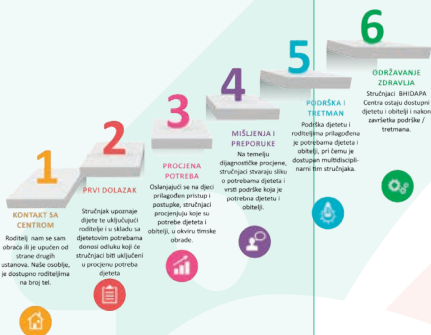 1
KONTAKT SA
CENTROM
Roditelj nam se sam
obraća ili je upućen od
strane drugih
ustanova. Naše osoblje,
je dostupno roditeljima
na broj tel.
2
PRVI DOLAZAK
Stručnjak upoznaje
dijete te uključujući
roditelje i u skladu sa
djetetovim potrebama
donosi odluku koji će
stručnjaci biti uključeni
u procjenu potreba
djeteta
3
PROCJENA
POTREBA
Oslanjajući se na djeci
prilagođen pristup i
postupke, stručnjaci
procjenjuju koje su
potrebe djeteta i
obitelji, u okviru timske
obrade.
4
MIŠLJENJA I
PREPORUKE
Na temelju
dijagnostičke procjene,
stručnjaci stvaraju sliku
o potrebama djeteta i
vrsti podrške koja je
potrebna djetetu i
obitelji.
5
PODRŠKA I
TRETMAN
Podrška djetetu i
roditeljima prilagođena
je potrebama djeteta i
obitelji, pri čemu je
dostupan multidiscipli-
narni tim stručnjaka.
6
ODRŽAVANJE
ZDRAVLJA
Stručnjaci BHIDAPA
Centra ostaju dostupni
djetetu i obitelji i nakon
završetka podrške /
tretmana.